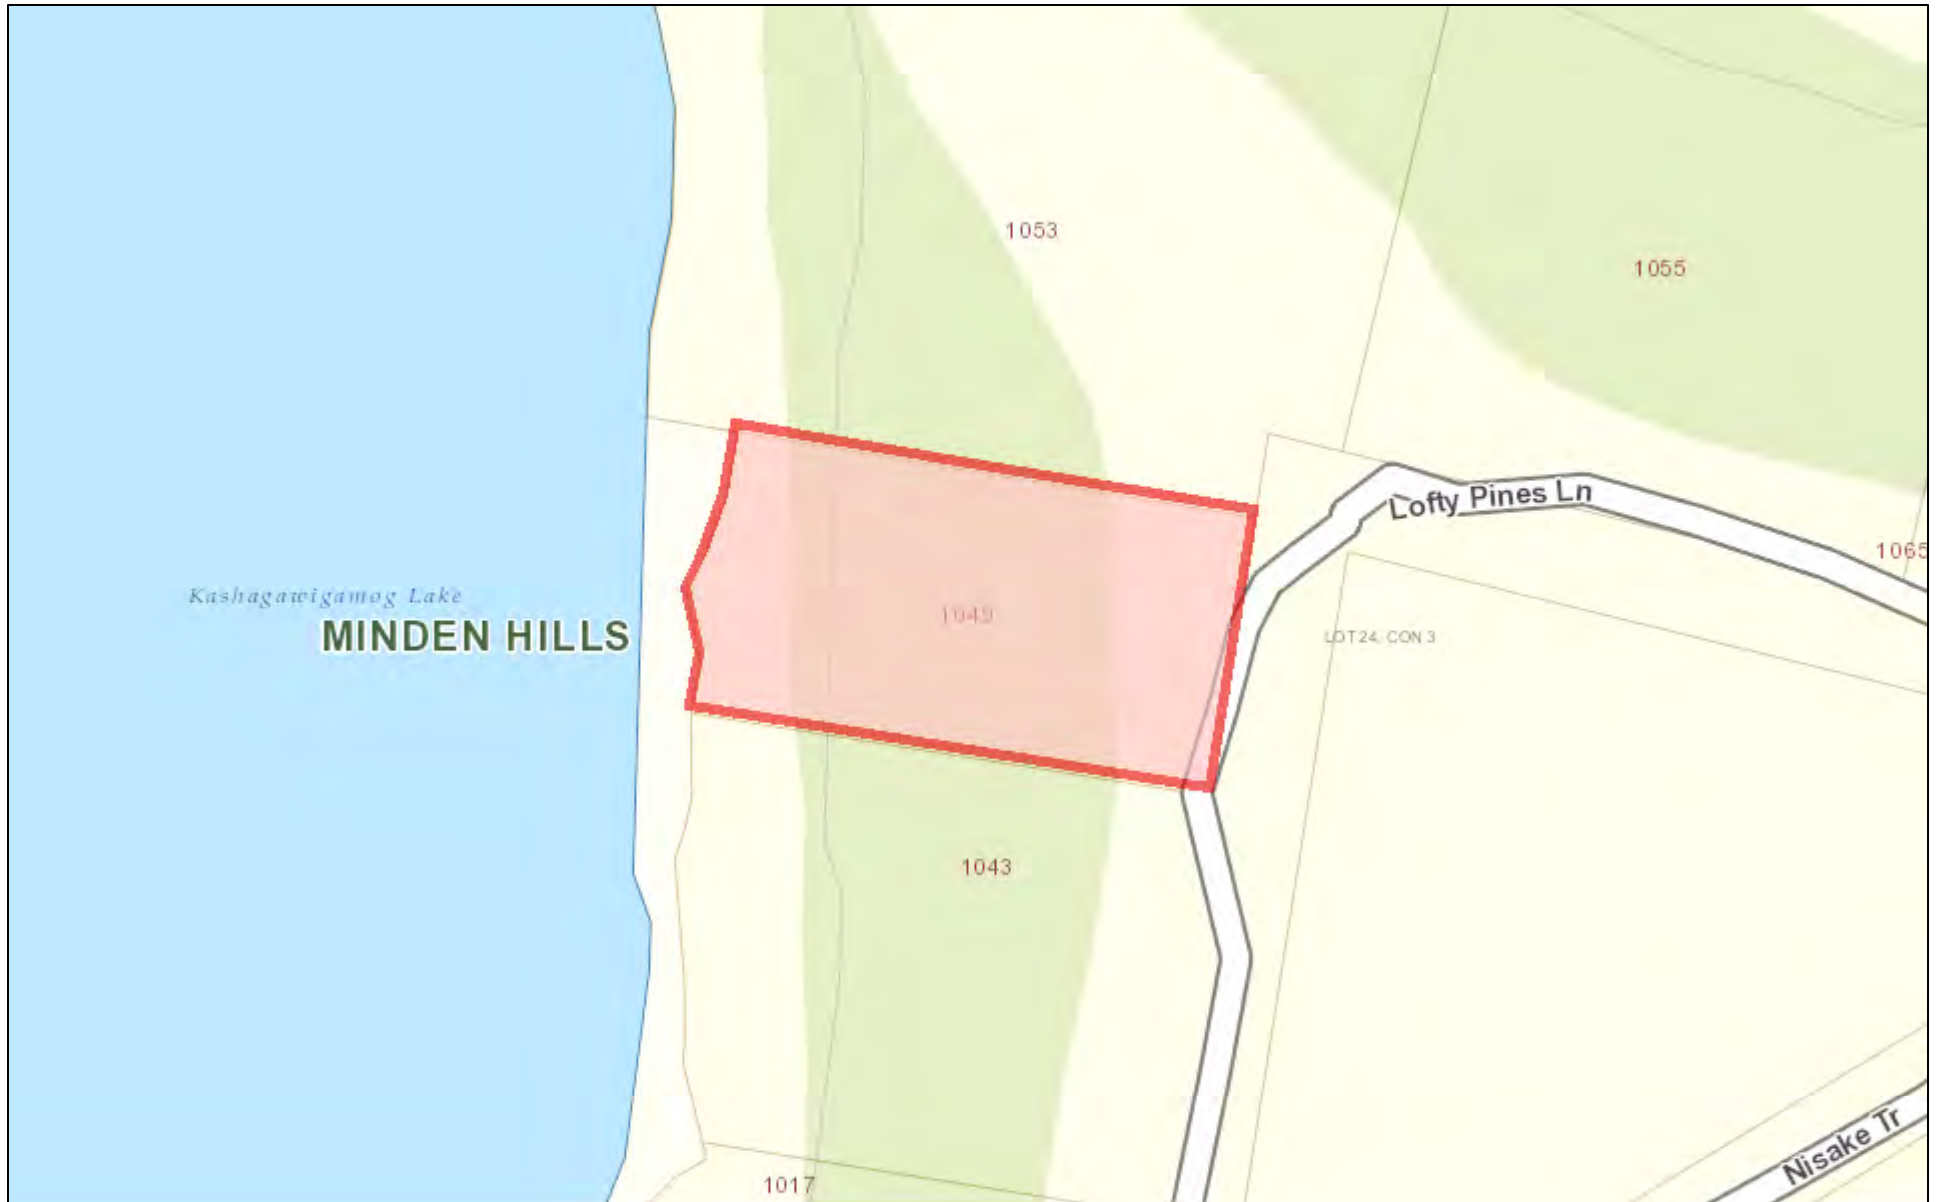 1053
1055
Lofty Pines Ln
1065
Kashagawigamog Lake
MINDEN HILLS
1049
LOT 24, CON 3
1043
Nisake Tr
1017